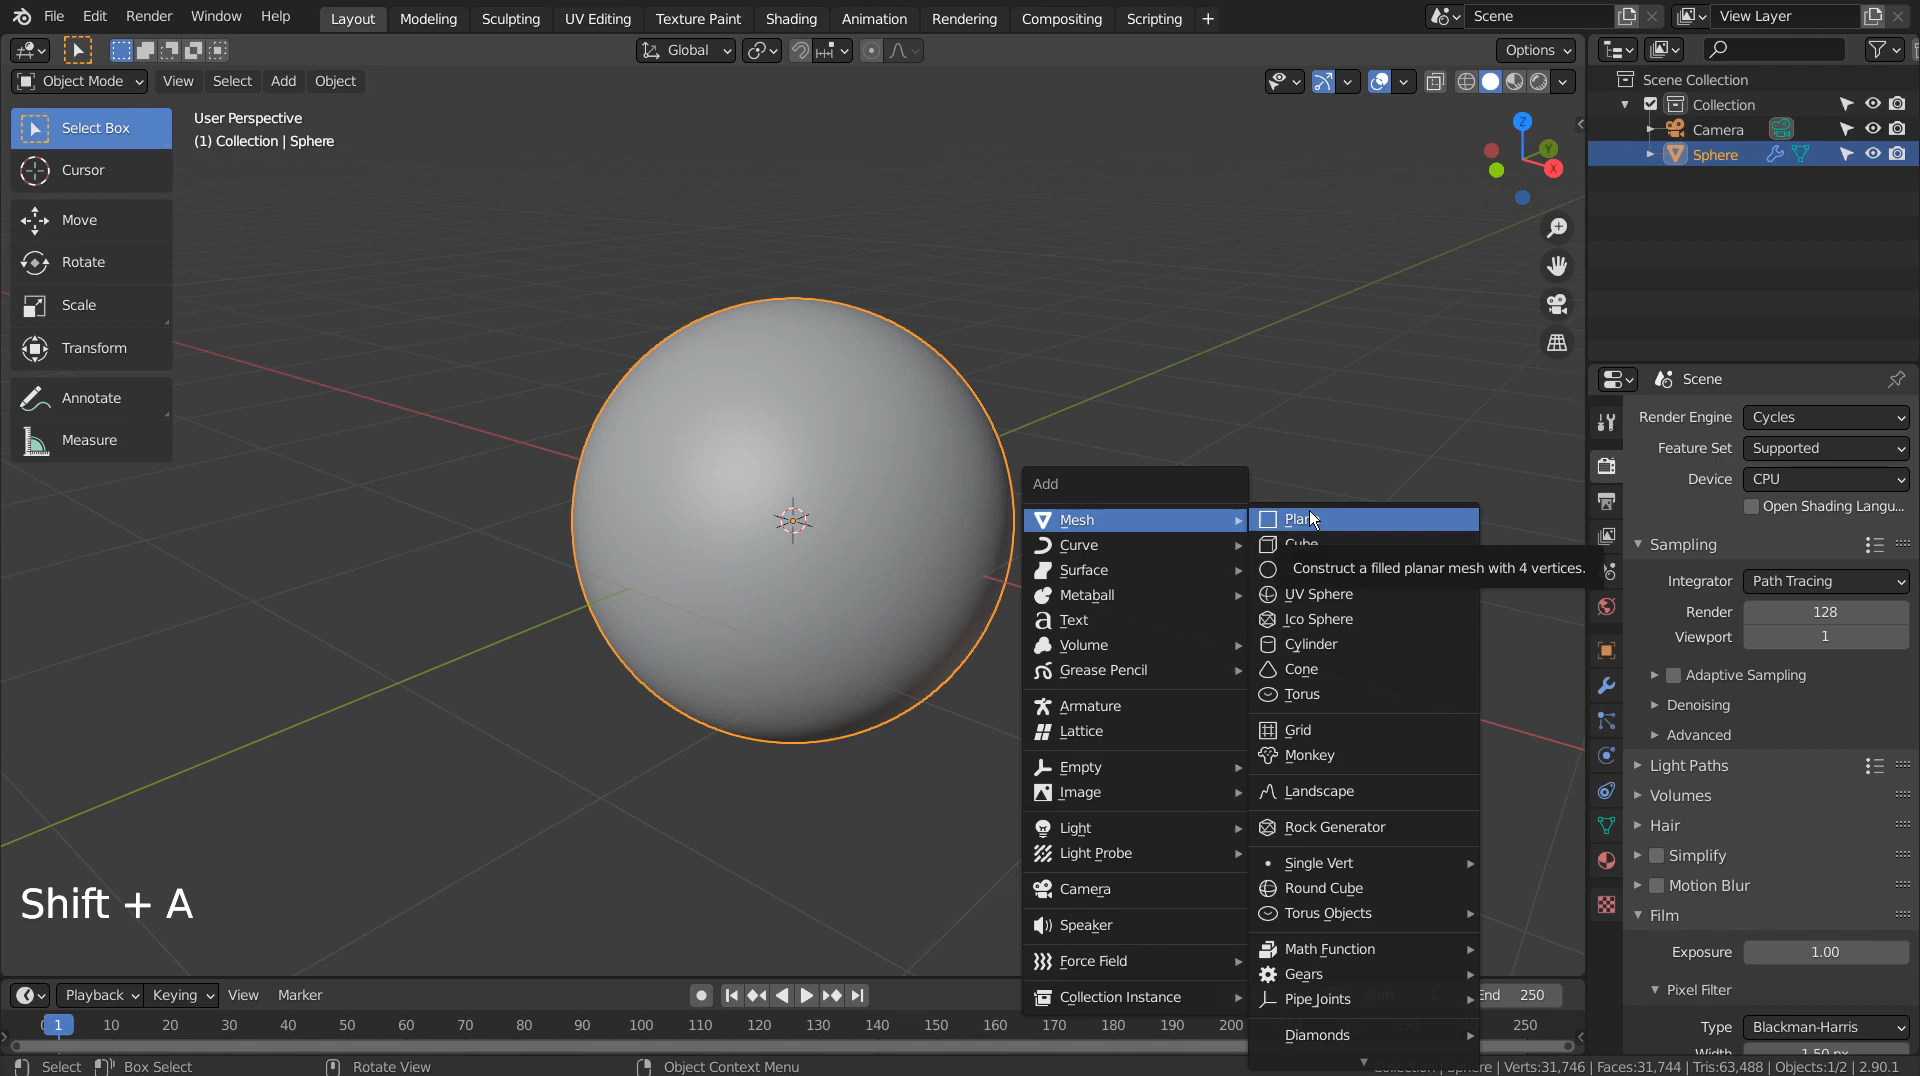 File Edit Render Window Help Layout Modeling Sculpting UV Editing Texture Paint Shading Animation Rendering Compositing Scripting + Scene View Layer
Global Options
Object Mode View Select Add Object
Scene Collection
Collection
Camera
Sphere
Select Box
Cursor
Move
Rotate
Scale
Transform
Annotate
Measure
User Perspective
(1) Collection | Sphere
Z
Y
X
Add
Mesh
Curve
Surface
Metaball
Text
Volume
Grease Pencil
Armature
Lattice
Empty
Image
Light
Light Probe
Camera
Speaker
Force Field
Collection Instance
Cube
Construct a filled planar mesh with 4 vertices.
UV Sphere
Ico Sphere
Cylinder
Cone
Torus
Grid
Monkey
Landscape
Rock Generator
Single Vert
Round Cube
Torus Objects
Math Function
Gears
Pipe Joints
Diamonds
Scene
Render Engine Cycles
Feature Set Supported
Device CPU
Open Shading Langu...
Sampling
Integrator Path Tracing
Render 128
Viewport 1
Adaptive Sampling
Denoising
Advanced
Light Paths
Volumes
Hair
Simplify
Motion Blur
Film
Exposure 1.00
Pixel Filter
Type Blackman-Harris
Width 1.50 px
Shift + A
Playback Keying View Marker Start 1 End 250
1 10 20 30 40 50 60 70 80 90 100 110 120 130 140 150 160 170 180 190 200 250
Select Box Select Rotate View Object Context Menu Collection | Sphere | Verts:31,746 | Faces:31,744 | Tris:63,488 | Objects:1/2 | 2.90.1